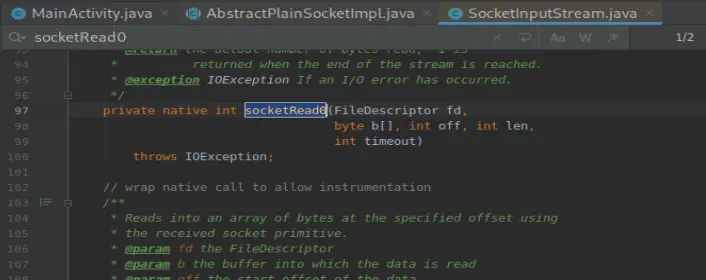 MainActivity.java × AbstractPlainSocketImpl.java × SocketInputStream.java ×
socketRead0 × Aa W .* 1/2
93 * @return the actual number of bytes read, -1 is
94 * returned when the end of the stream is reached.
95 * @exception IOException If an I/O error has occurred.
96 */
97 private native int socketRead0(FileDescriptor fd,
98 byte b[], int off, int len,
99 int timeout)
100 throws IOException;
101
102 // wrap native call to allow instrumentation
103 /**
104 * Reads into an array of bytes at the specified offset using
105 * the received socket primitive.
106 * @param fd the FileDescriptor
107 * @param b the buffer into which the data is read
108 * @param off the start offset of the data